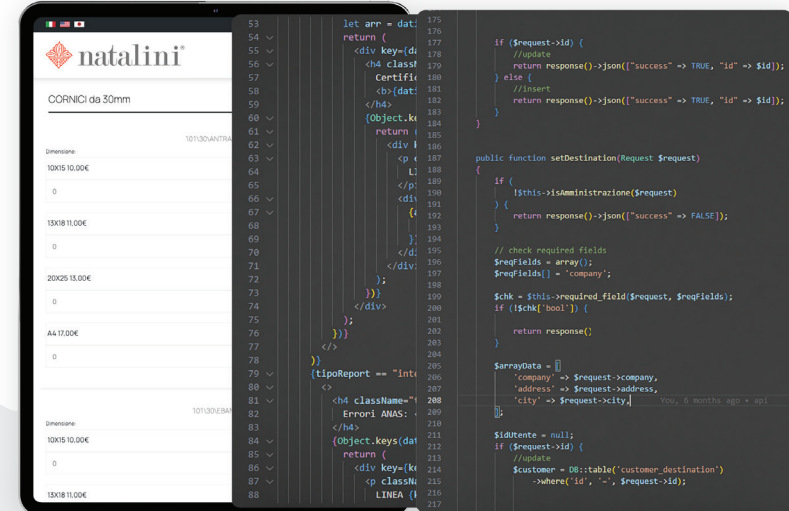 natalini®
CORNICI da 30mm
101\30\ANTRA
Dimensione:
10X15 10.00€
0
13X18 11.00€
0
20X25 13.00€
0
A4 17.00€
0
101\30\EBAN
Dimensione:
10X15 10.00€
0
13X18 11.00€
53 let arr = dati
54 return (
55 <div key={da
56 <h4 classN
57 Certific
58 <b>{dati
59 </h4>
60 {Object.ke
61 return (
62 <div k
63 <p c
64 LI
65 </p>
66 <div
67 {a
68
69 })
70 </di
71 </div
72 );
73 })}
74 </div>
75 );
76 })}
77 </>
78 )}
79 {tipoReport == "inte
80 <>
81 <h4 className="t
82 Errori ANAS: <
83 </h4>
84 {Object.keys(dat
85 return (
86 <div key={ke
87 <p classNa
88 LINEA {k
175
176
177 if ($request->id) {
178 //update
179 return response()->json(["success" => TRUE, "id" => $id]);
180 } else {
181 //insert
182 return response()->json(["success" => TRUE, "id" => $id]);
183 }
184 }
185
186
187 public function setDestination(Request $request)
188 {
189 if (
190 !$this->isAmministrazione($request)
191 ) {
192 return response()->json(["success" => FALSE]);
193 }
194
195 // check required fields
196 $reqFields = array();
197 $reqFields[] = 'company';
198
199 $chk = $this->required_field($request, $reqFields);
200 if (!$chk['bool']) {
201
202 return response()
203 }
204
205 $arrayData = [
206 'company' => $request->company,
207 'address' => $request->address,
208 'city' => $request->city, You, 6 months ago • api
209 ];
210
211 $idUtente = null;
212 if ($request->id) {
213 //update
214 $customer = DB::table('customer_destination')
215 ->where('id', '=', $request->id);
216
217